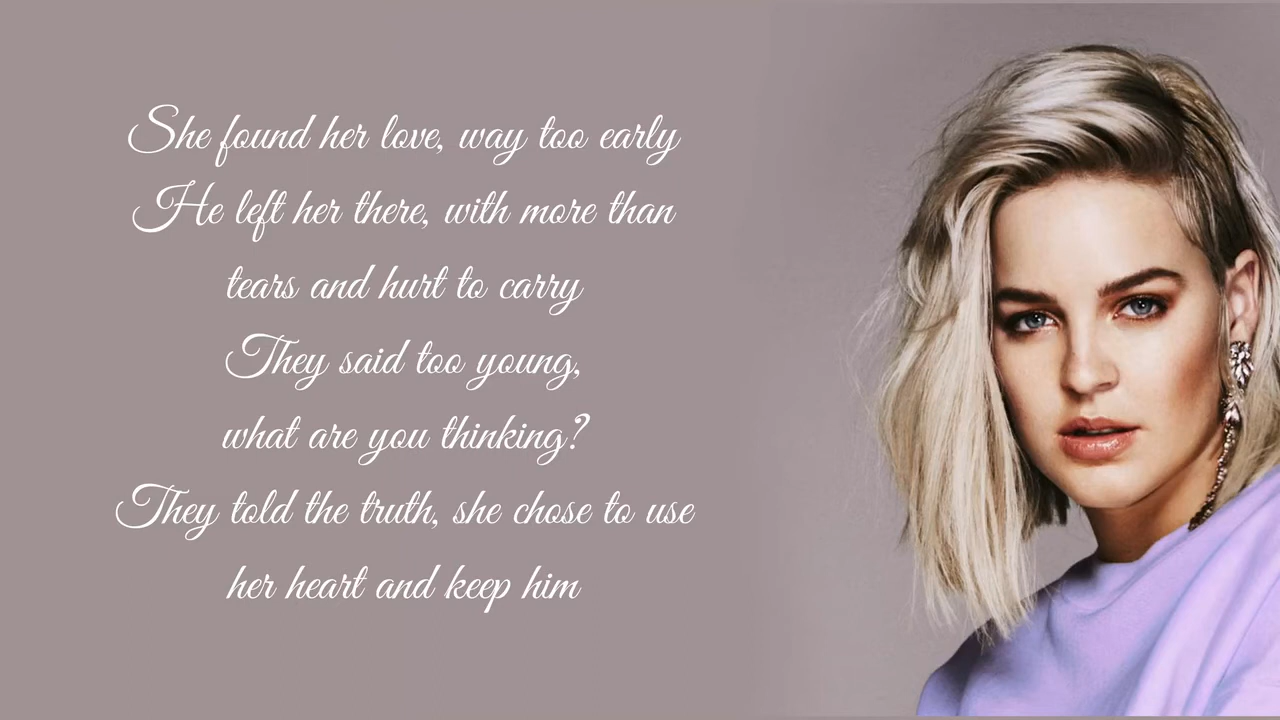 She found her love, way too early
He left her there, with more than
tears and hurt to carry
They said too young,
what are you thinking?
They told the truth, she chose to use
her heart and keep him